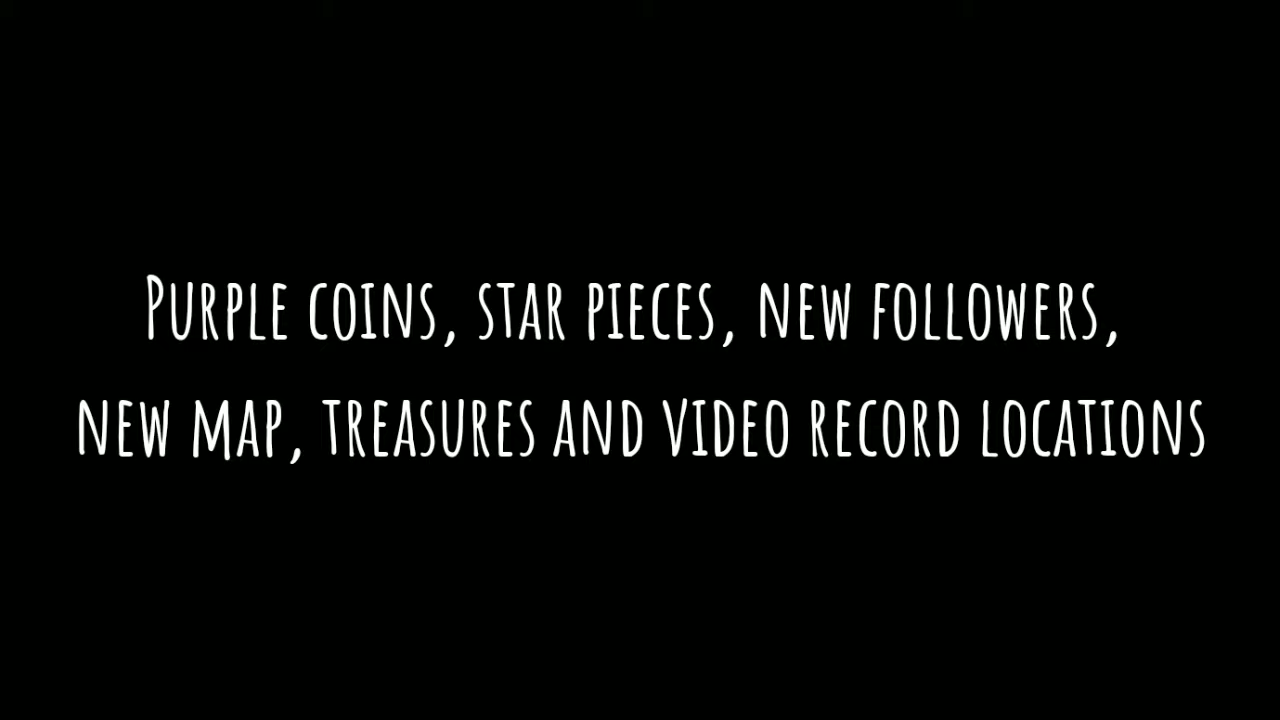 Purple coins, star pieces, new followers,
new map, treasures and video record locations